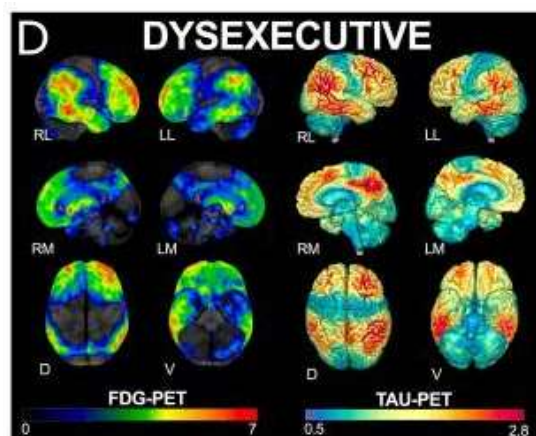 D DYSEXECUTIVE
RL LL RL LL
RM LM RM LM
D V D V
FDG-PET TAU-PET
0 7 0.5 2.8